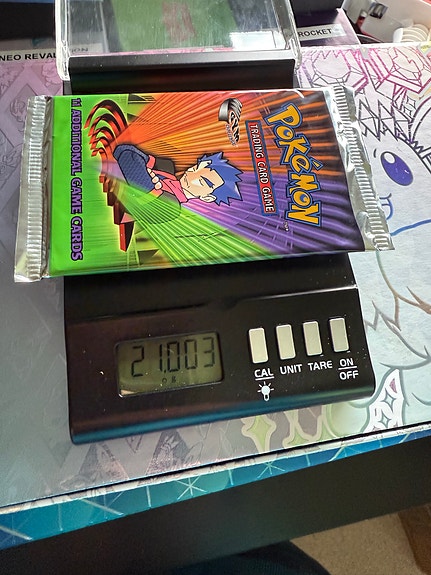 NEO REVEL
ROCKET
POKéMON
TRADING CARD GAME
11 ADDITIONAL GAME CARDS
21.003
CAL
UNIT
TARE
ON
OFF